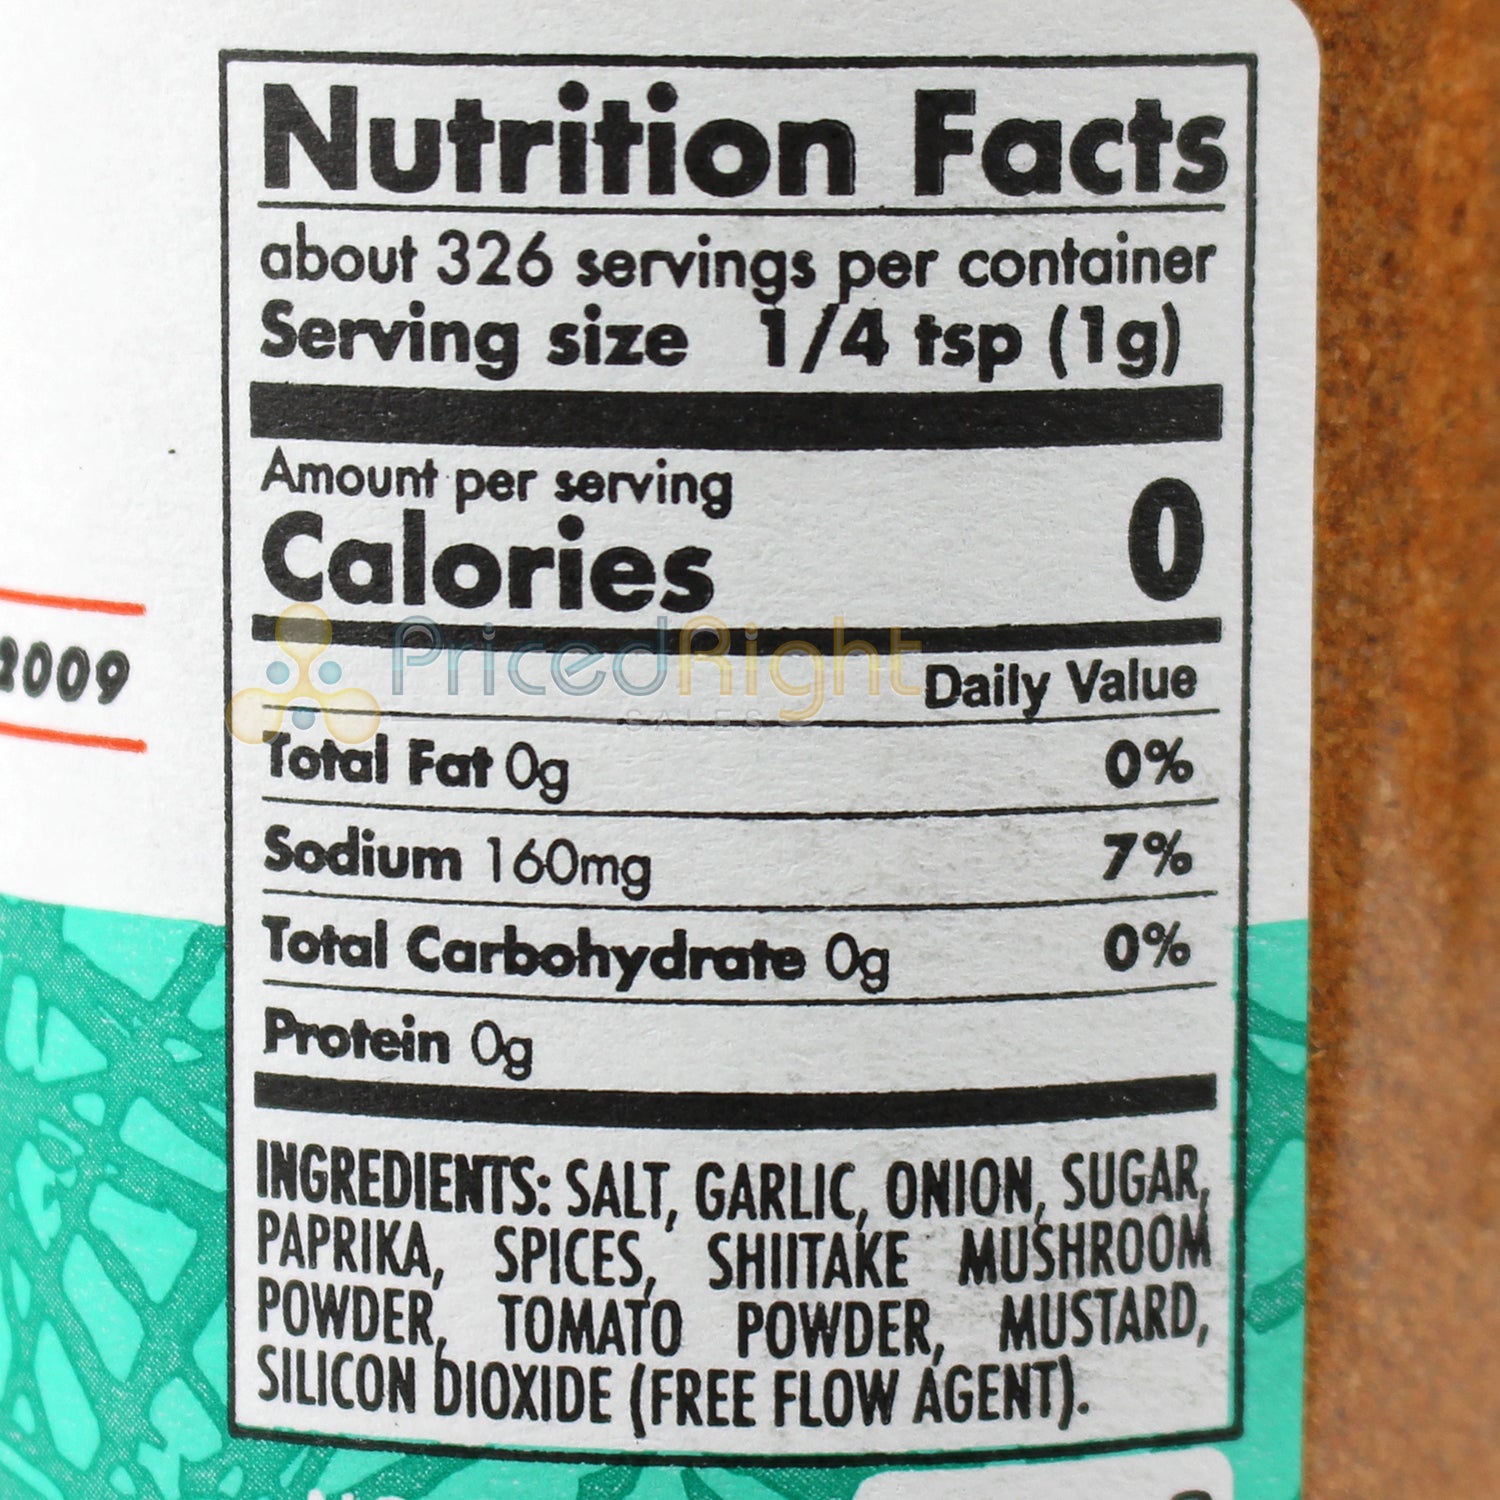 Nutrition Facts
about 326 servings per container
Serving size 1/4 tsp (1g)
Amount per serving
Calories 0
Daily Value
Total Fat 0g 0%
Sodium 160mg 7%
Total Carbohydrate 0g 0%
Protein 0g
INGREDIENTS: SALT, GARLIC, ONION, SUGAR,
PAPRIKA, SPICES, SHIITAKE MUSHROOM
POWDER, TOMATO POWDER, MUSTARD,
SILICON DIOXIDE (FREE FLOW AGENT).
2009
PricedRight
SALES